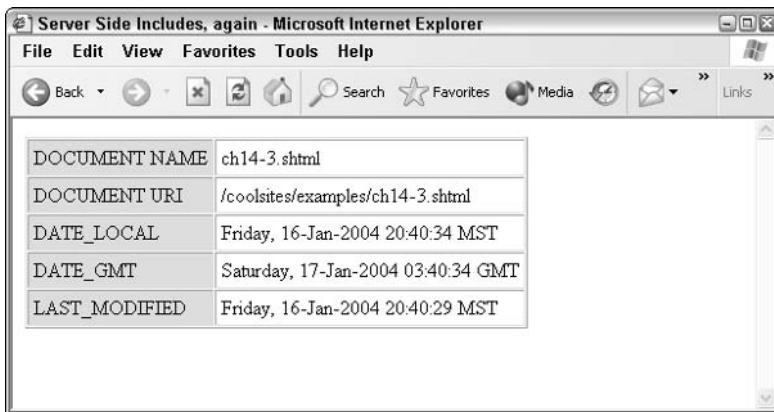 Server Side Includes, again - Microsoft Internet Explorer
File Edit View Favorites Tools Help
Back Search Favorites Media » Links »
DOCUMENT NAME ch14-3.shtml
DOCUMENT URI /coolsites/examples/ch14-3.shtml
DATE_LOCAL Friday, 16-Jan-2004 20:40:34 MST
DATE_GMT Saturday, 17-Jan-2004 03:40:34 GMT
LAST_MODIFIED Friday, 16-Jan-2004 20:40:29 MST